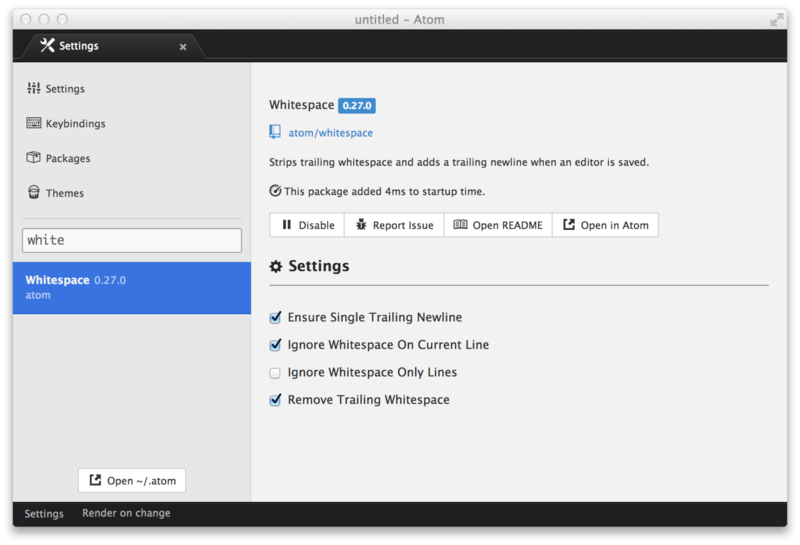 untitled – Atom
Settings
Settings
Keybindings
Packages
Themes
white
Whitespace 0.27.0
atom
Open ~/.atom
Whitespace 0.27.0
atom/whitespace
Strips trailing whitespace and adds a trailing newline when an editor is saved.
This package added 4ms to startup time.
Disable Report Issue Open README Open in Atom
Settings
Ensure Single Trailing Newline
Ignore Whitespace On Current Line
Ignore Whitespace Only Lines
Remove Trailing Whitespace
Settings Render on change